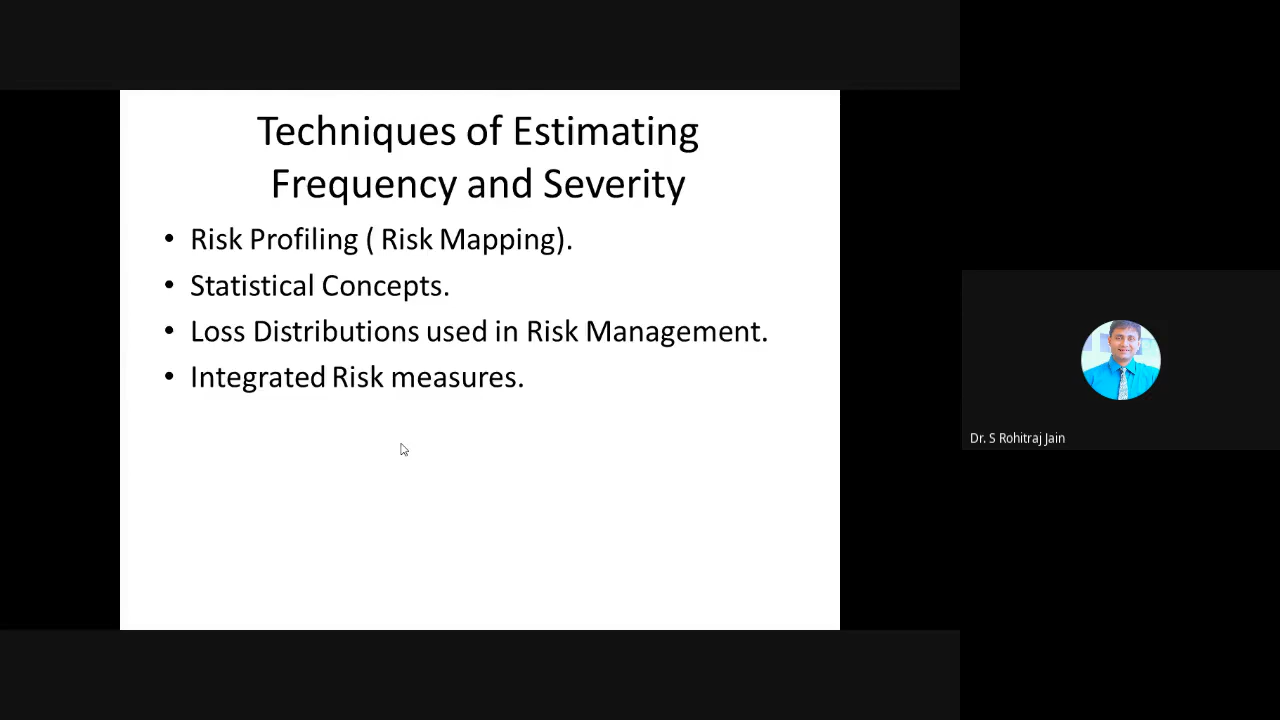 Techniques of Estimating
Frequency and Severity
• Risk Profiling ( Risk Mapping).
• Statistical Concepts.
• Loss Distributions used in Risk Management.
• Integrated Risk measures.
Dr. S Rohitraj Jain